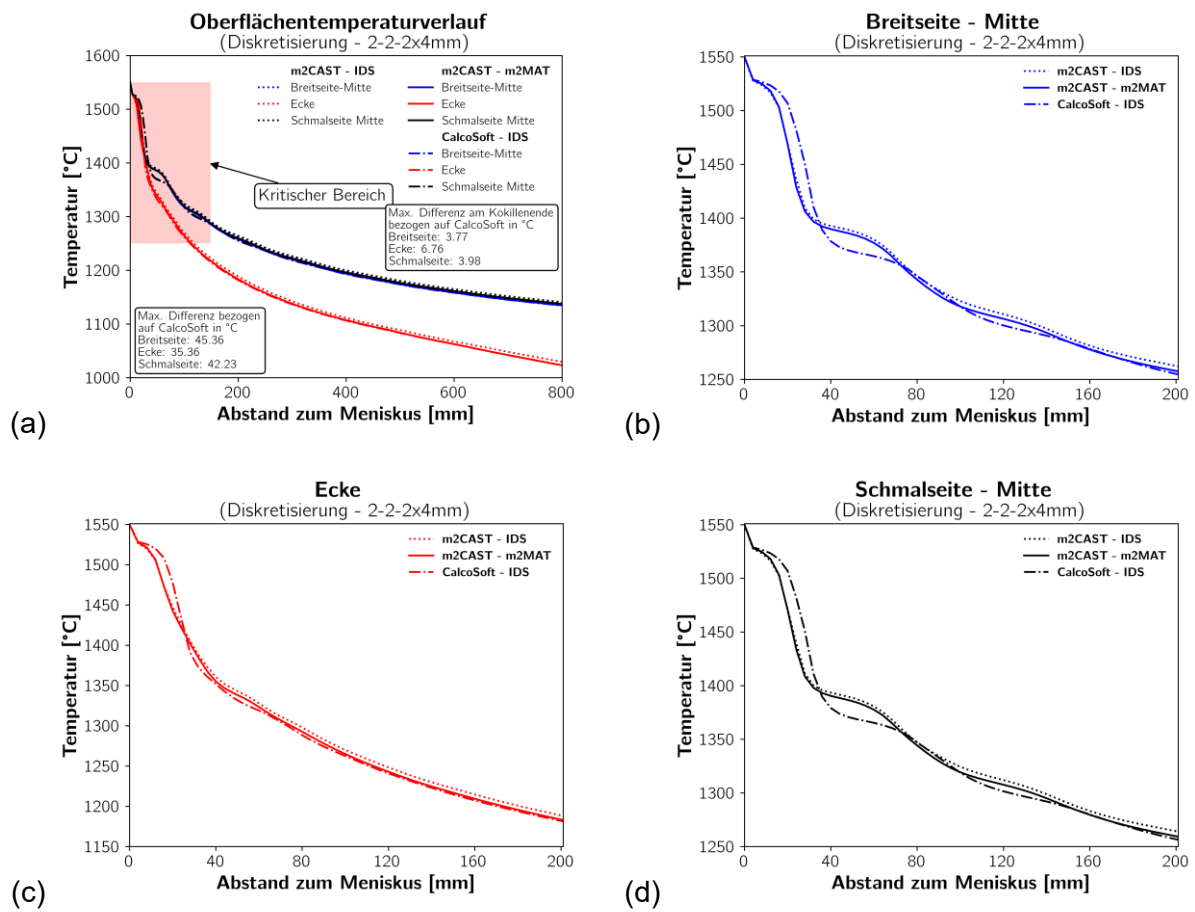 Oberflächentemperaturverlauf
(Diskretisierung - 2-2-2x4mm)
1600
1500
1400
1300
1200
1100
1000
Temperatur [°C]
m2CAST - IDS
Breitseite-Mitte
Ecke
Schmalseite Mitte
m2CAST - m2MAT
Breitseite-Mitte
Ecke
Schmalseite Mitte
CalcoSoft - IDS
Breitseite-Mitte
Ecke
Schmalseite Mitte
Kritischer Bereich
Max. Differenz am Kokillenende
bezogen auf CalcoSoft in °C
Breitseite: 3.77
Ecke: 6.76
Schmalseite: 3.98
Max. Differenz bezogen
auf CalcoSoft in °C
Breitseite: 45.36
Ecke: 35.36
Schmalseite: 42.23
0 200 400 600 800
Abstand zum Meniskus [mm]
(a)
Breitseite - Mitte
(Diskretisierung - 2-2-2x4mm)
1550
1500
1450
1400
1350
1300
1250
Temperatur [°C]
m2CAST - IDS
m2CAST - m2MAT
CalcoSoft - IDS
0 40 80 120 160 200
Abstand zum Meniskus [mm]
(b)
Ecke
(Diskretisierung - 2-2-2x4mm)
1550
1500
1450
1400
1350
1300
1250
1200
1150
Temperatur [°C]
m2CAST - IDS
m2CAST - m2MAT
CalcoSoft - IDS
0 40 80 120 160 200
Abstand zum Meniskus [mm]
(c)
Schmalseite - Mitte
(Diskretisierung - 2-2-2x4mm)
1550
1500
1450
1400
1350
1300
1250
Temperatur [°C]
m2CAST - IDS
m2CAST - m2MAT
CalcoSoft - IDS
0 40 80 120 160 200
Abstand zum Meniskus [mm]
(d)